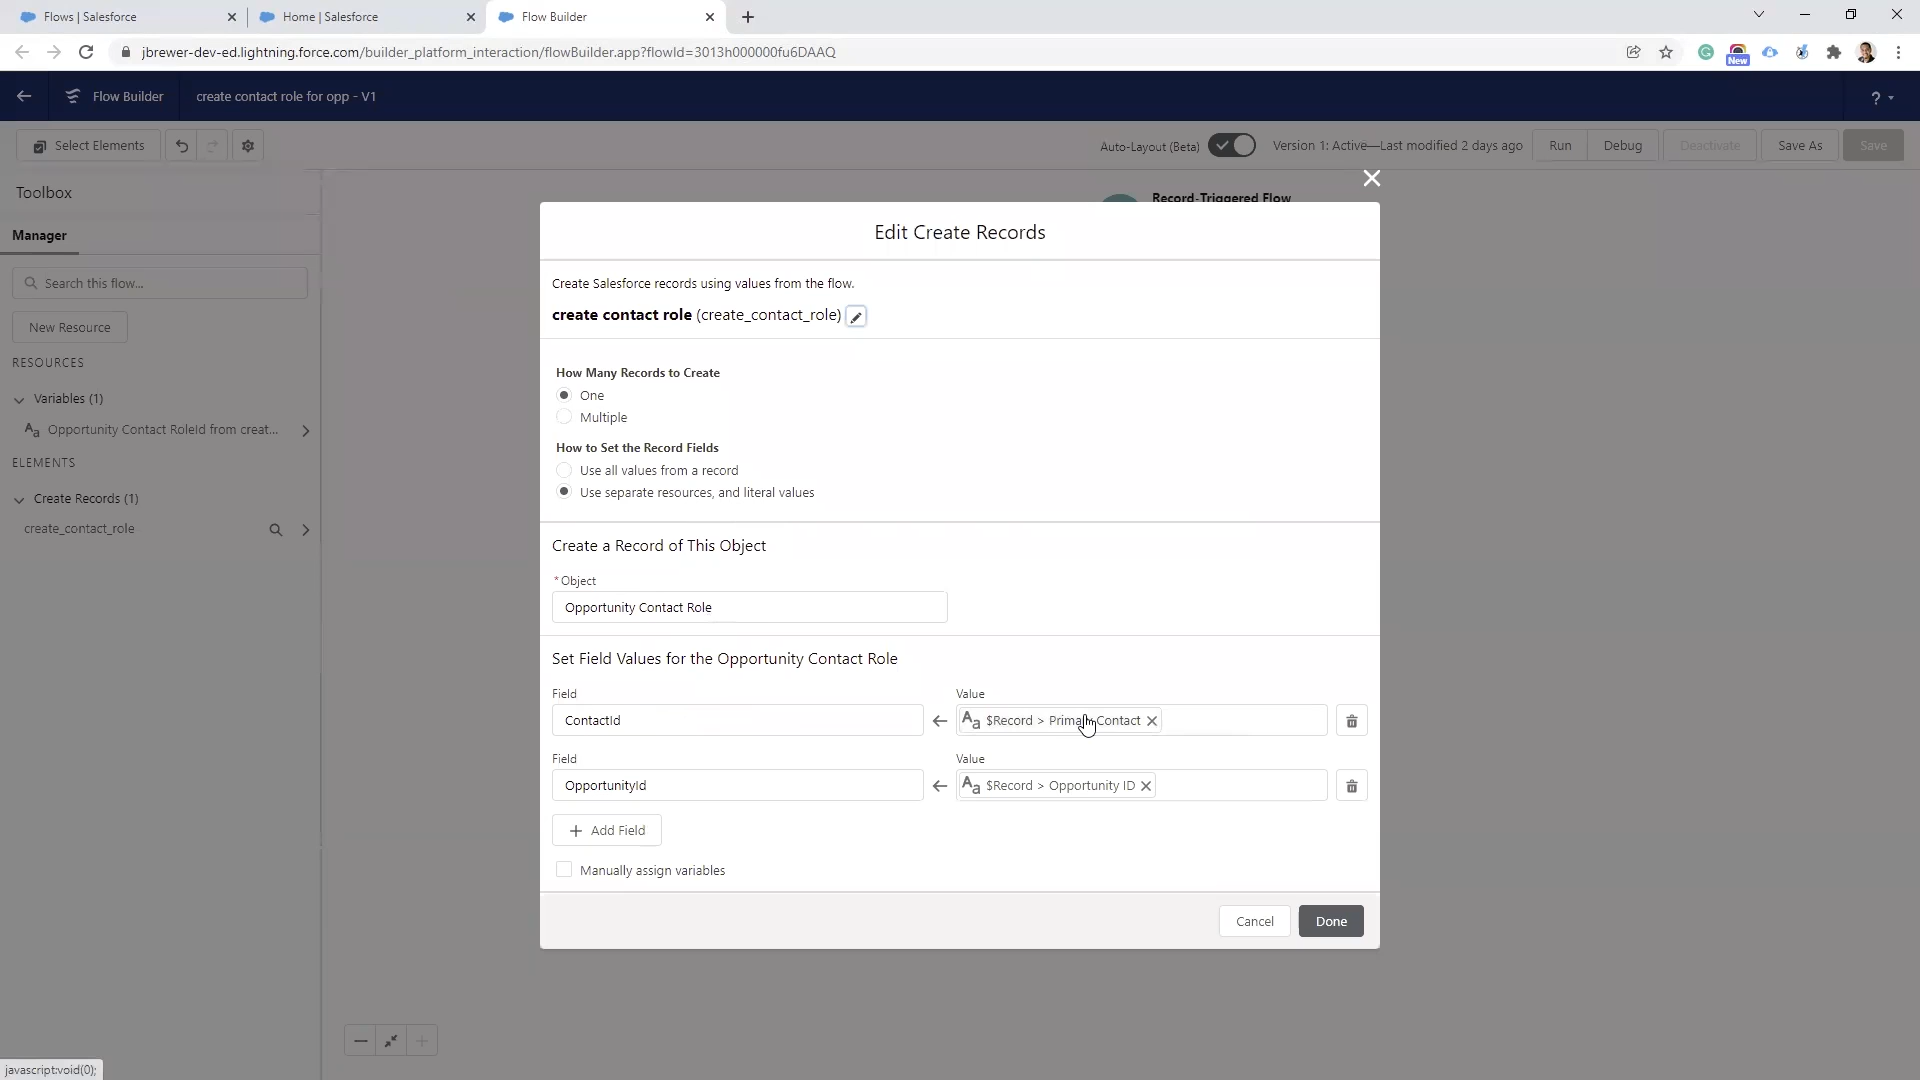 Flows | Salesforce
Home | Salesforce
Flow Builder
jbrewer-dev-ed.lightning.force.com/builder_platform_interaction/flowBuilder.app?flowId=3013h000000fu6DAAQ
New
Flow Builder
create contact role for opp - V1
?
Select Elements
Auto-Layout (Beta)
Version 1: Active—Last modified 2 days ago
Run
Debug
Deactivate
Save As
Save
Toolbox
Record-Triggered Flow
Manager
Search this flow...
New Resource
RESOURCES
Variables (1)
Aa Opportunity Contact RoleId from creat...
ELEMENTS
Create Records (1)
create_contact_role
Edit Create Records
Create Salesforce records using values from the flow.
create contact role (create_contact_role)
How Many Records to Create
One
Multiple
How to Set the Record Fields
Use all values from a record
Use separate resources, and literal values
Create a Record of This Object
*Object
Opportunity Contact Role
Set Field Values for the Opportunity Contact Role
Field
Value
ContactId
Aa $Record > Primary Contact
Field
Value
OpportunityId
Aa $Record > Opportunity ID
Add Field
Manually assign variables
Cancel
Done
javascript:void(0);